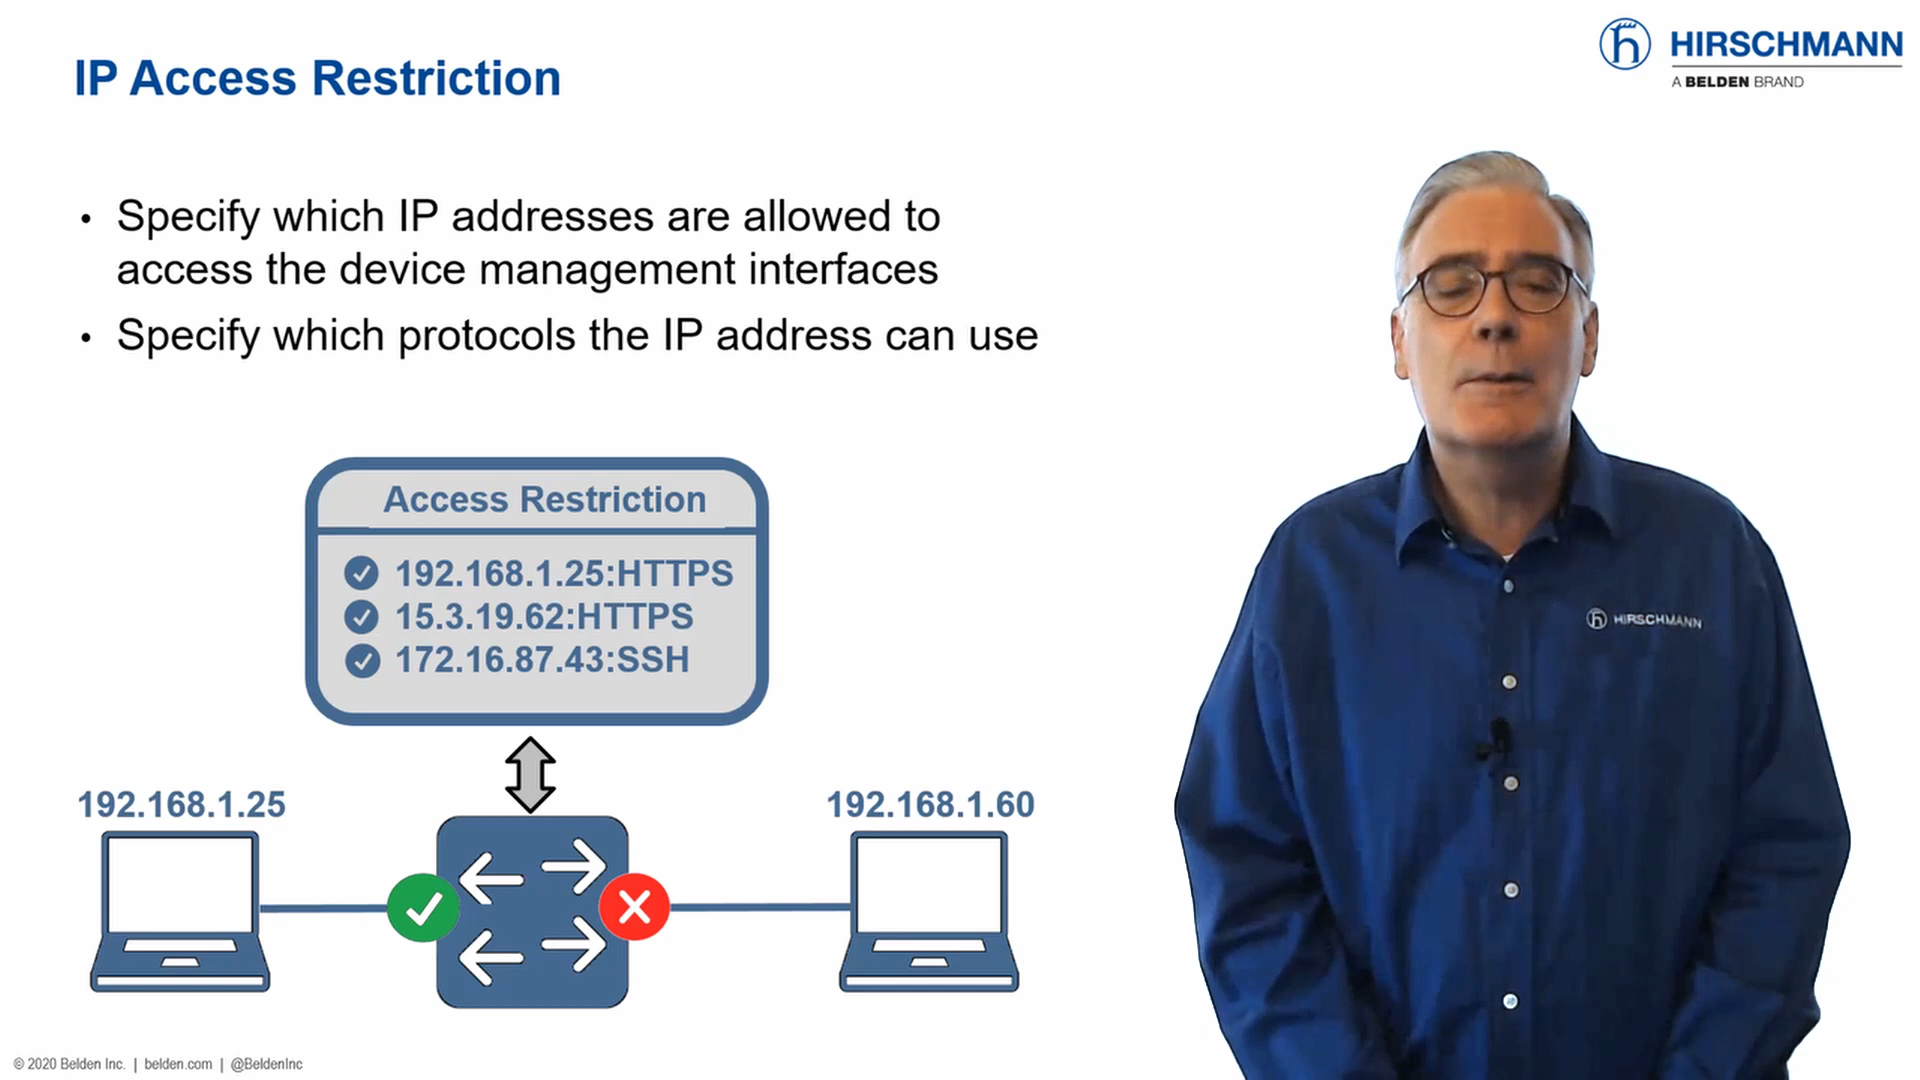 IP Access Restriction
HIRSCHMANN
A BELDEN BRAND
• Specify which IP addresses are allowed to
access the device management interfaces
• Specify which protocols the IP address can use
Access Restriction
192.168.1.25:HTTPS
15.3.19.62:HTTPS
172.16.87.43:SSH
192.168.1.25
192.168.1.60
HIRSCHMANN
© 2020 Belden Inc. | belden.com | @BeldenInc